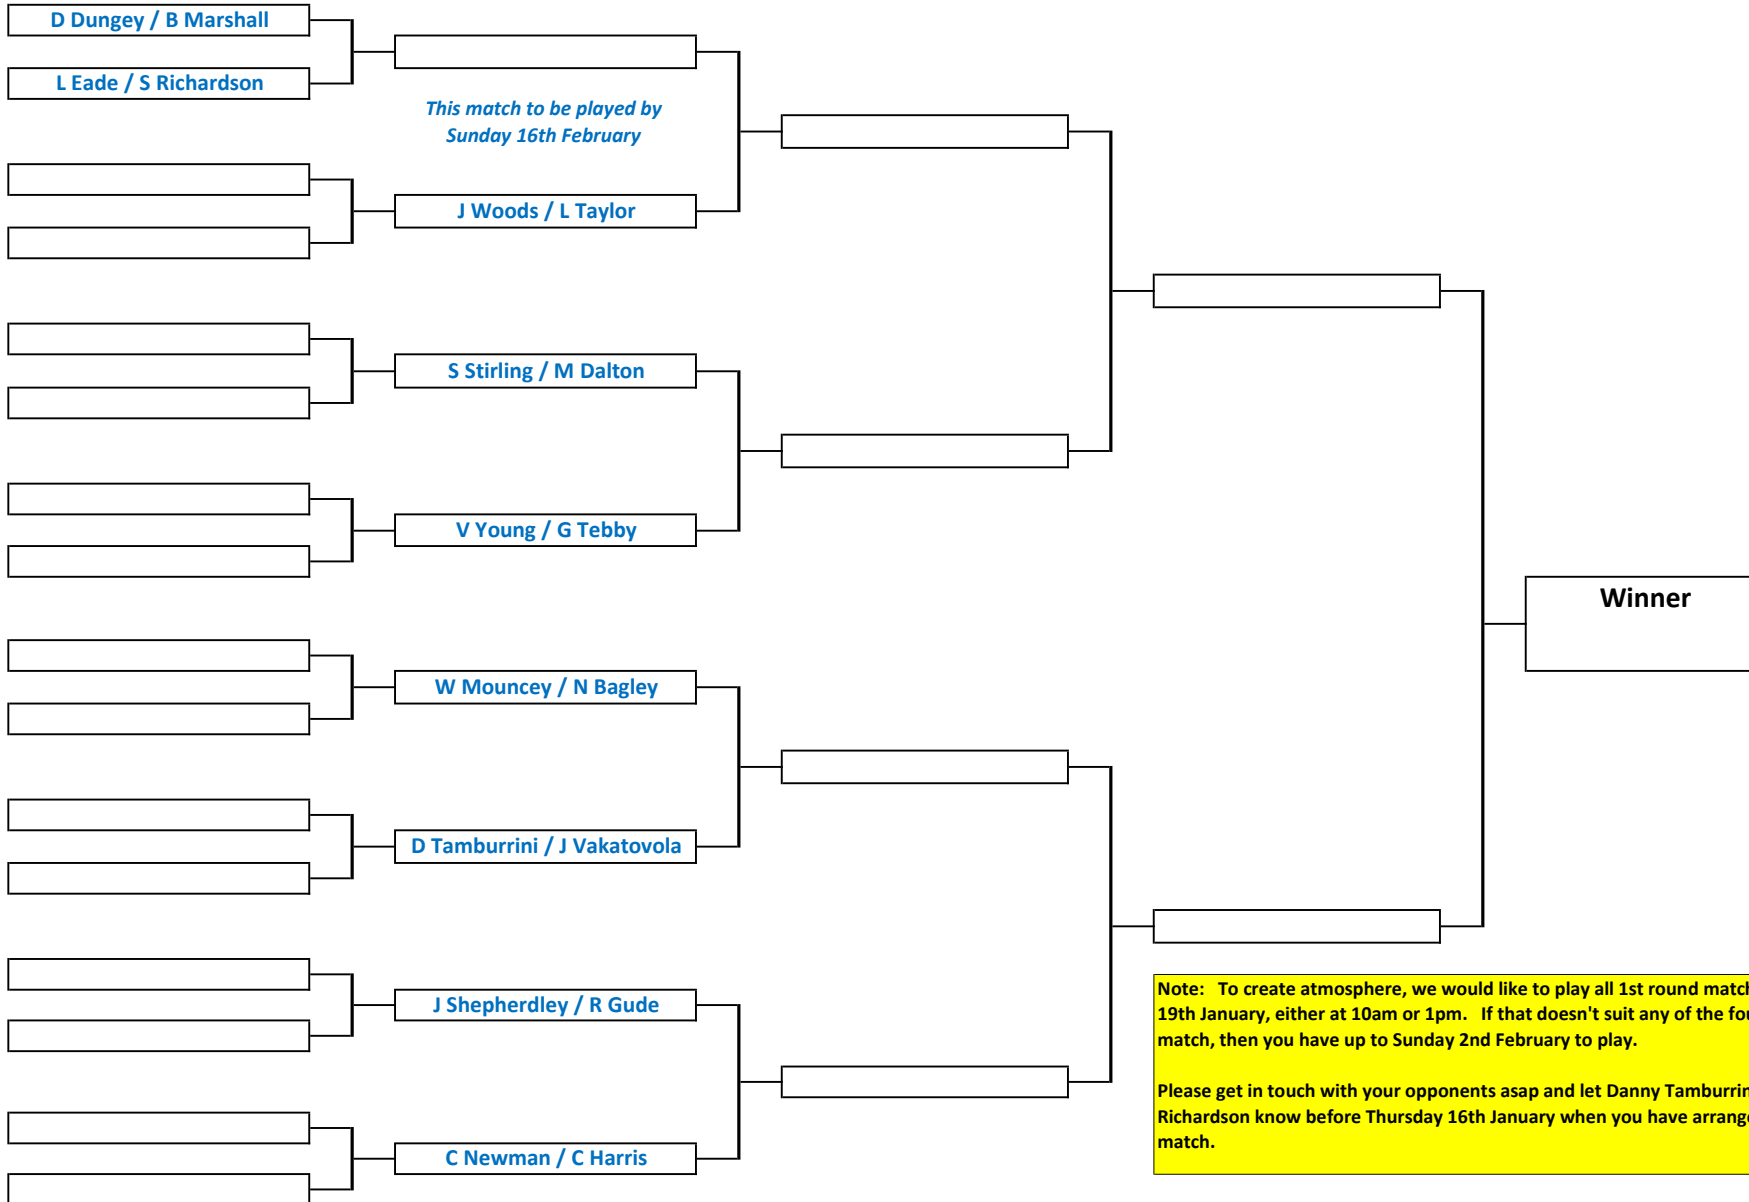 D Dungey / B Marshall
L Eade / S Richardson
This match to be played by
Sunday 16th February
J Woods / L Taylor
S Stirling / M Dalton
V Young / G Tebby
Winner
W Mouncey / N Bagley
D Tamburrini / J Vakatovola
J Shepherdley / R Gude
Note: To create atmosphere, we would like to play all 1st round match
19th January, either at 10am or 1pm. If that doesn't suit any of the fou
match, then you have up to Sunday 2nd February to play.
Please get in touch with your opponents asap and let Danny Tamburrin
Richardson know before Thursday 16th January when you have arrange
match.
C Newman / C Harris